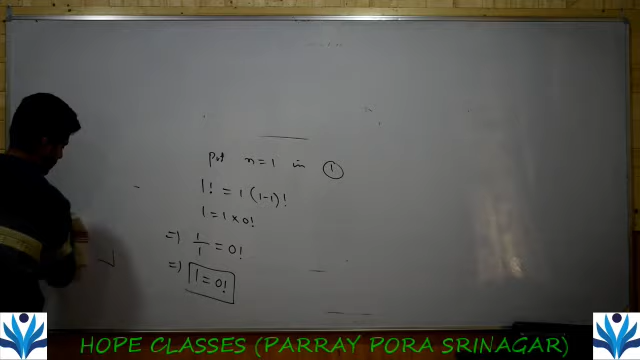 Put n=1 in ①
1! = 1(1-1)!
1 = 1 × 0!
=) 1/1 = 0!
=) 1 = 0!
HOPE CLASSES (PARRAY PORA SRINAGAR)